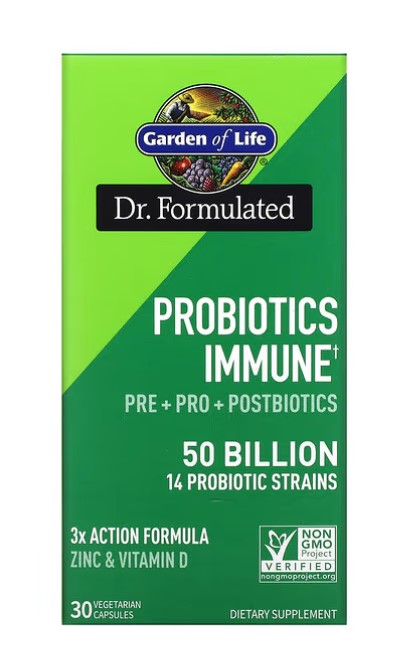 Garden of Life
®
Dr. Formulated
PROBIOTICS
IMMUNE†
PRE + PRO + POSTBIOTICS
50 BILLION
14 PROBIOTIC STRAINS
3x ACTION FORMULA
ZINC & VITAMIN D
NON
GMO
Project
VERIFIED
nongmoproject.org
30 VEGETARIAN
CAPSULES
DIETARY SUPPLEMENT